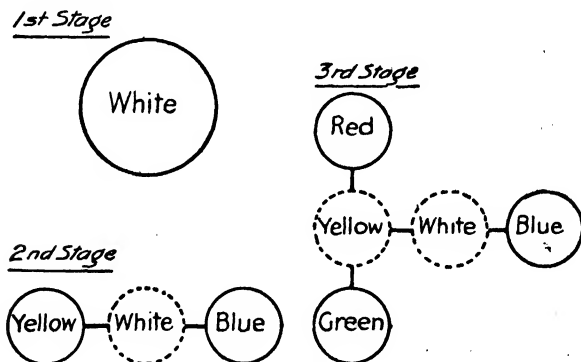 1st Stage
White
2nd Stage
Yellow White Blue
3rd Stage
Red
Yellow White Blue
Green